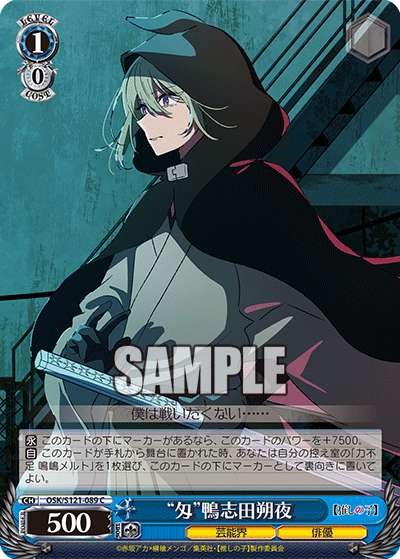 LEVEL
1
0
COST
SAMPLE
僕は戦いたくない……
永 このカードの下にマーカーがあるなら、このカードのパワーを+7500。
自 このカードが手札から舞台に置かれた時、あなたは自分の控え室の「力不
足 鳴嶋メルト」を1枚選び、このカードの下にマーカーとして裏向きに置いてよ
い。
CH OSK/S121-089 C
500
“匁”鴨志田朔夜
【推しの子】
芸能界
俳優
©赤坂アカ×横槍メンゴ／集英社・【推しの子】製作委員会